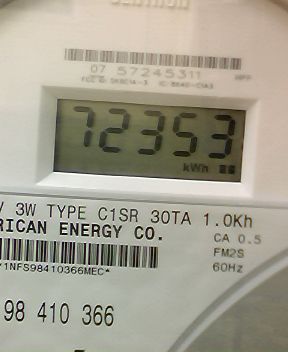 07 57245311
72353
kWh
V 3W TYPE C1SR 30TA 1.0Kh
RICAN ENERGY CO.
CA 0.5
FM2S
60Hz
1NFS98410366MEC*
98 410 366